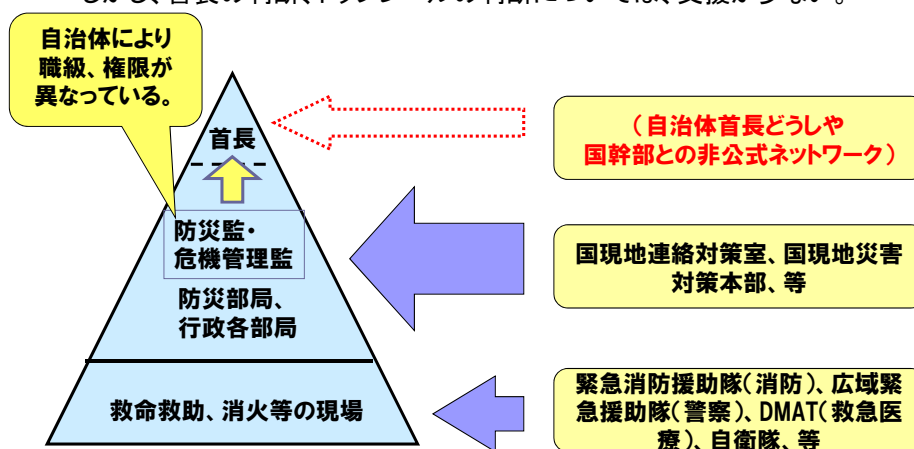 しかし、首長の判断、トップレベルの判断については、支援が少ない。
自治体により
職級、権限が
異なっている。
首長
(自治体首長どうしや
国幹部との非公式ネットワーク)
防災監・
危機管理監
防災部局、
行政各部局
国現地連絡対策室、国現地災害
対策本部、等
救命救助、消火等の現場
緊急消防援助隊(消防)、広域緊
急援助隊(警察)、DMAT(救急医
療)、自衛隊、等